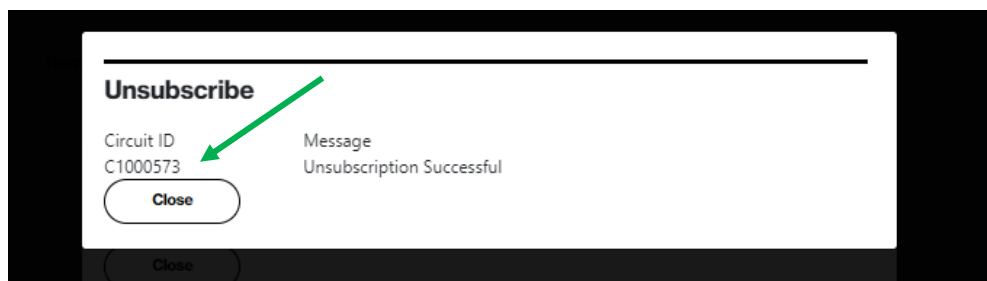 Unsubscribe
Circuit ID Message
C1000573 Unsubscription Successful
Close
Close